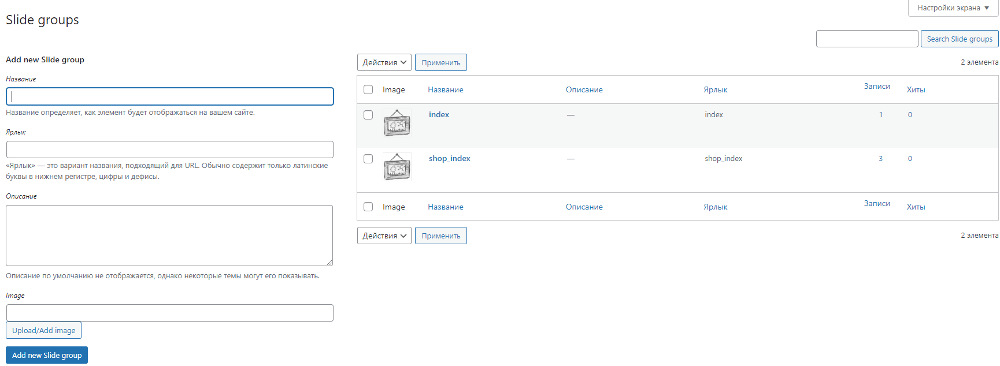 Настройки экрана
Slide groups
Search Slide groups
Add new Slide group
Название
Название определяет, как элемент будет отображаться на вашем сайте.
Ярлык
«Ярлык» — это вариант названия, подходящий для URL. Обычно содержит только латинские
буквы в нижнем регистре, цифры и дефисы.
Описание
Описание по умолчанию не отображается, однако некоторые темы могут его показывать.
Image
Upload/Add image
Add new Slide group
Действия Применить 2 элемента
Image Название Описание Ярлык Записи Хиты
index — index 1 0
shop_index — shop_index 3 0
Image Название Описание Ярлык Записи Хиты
Действия Применить 2 элемента